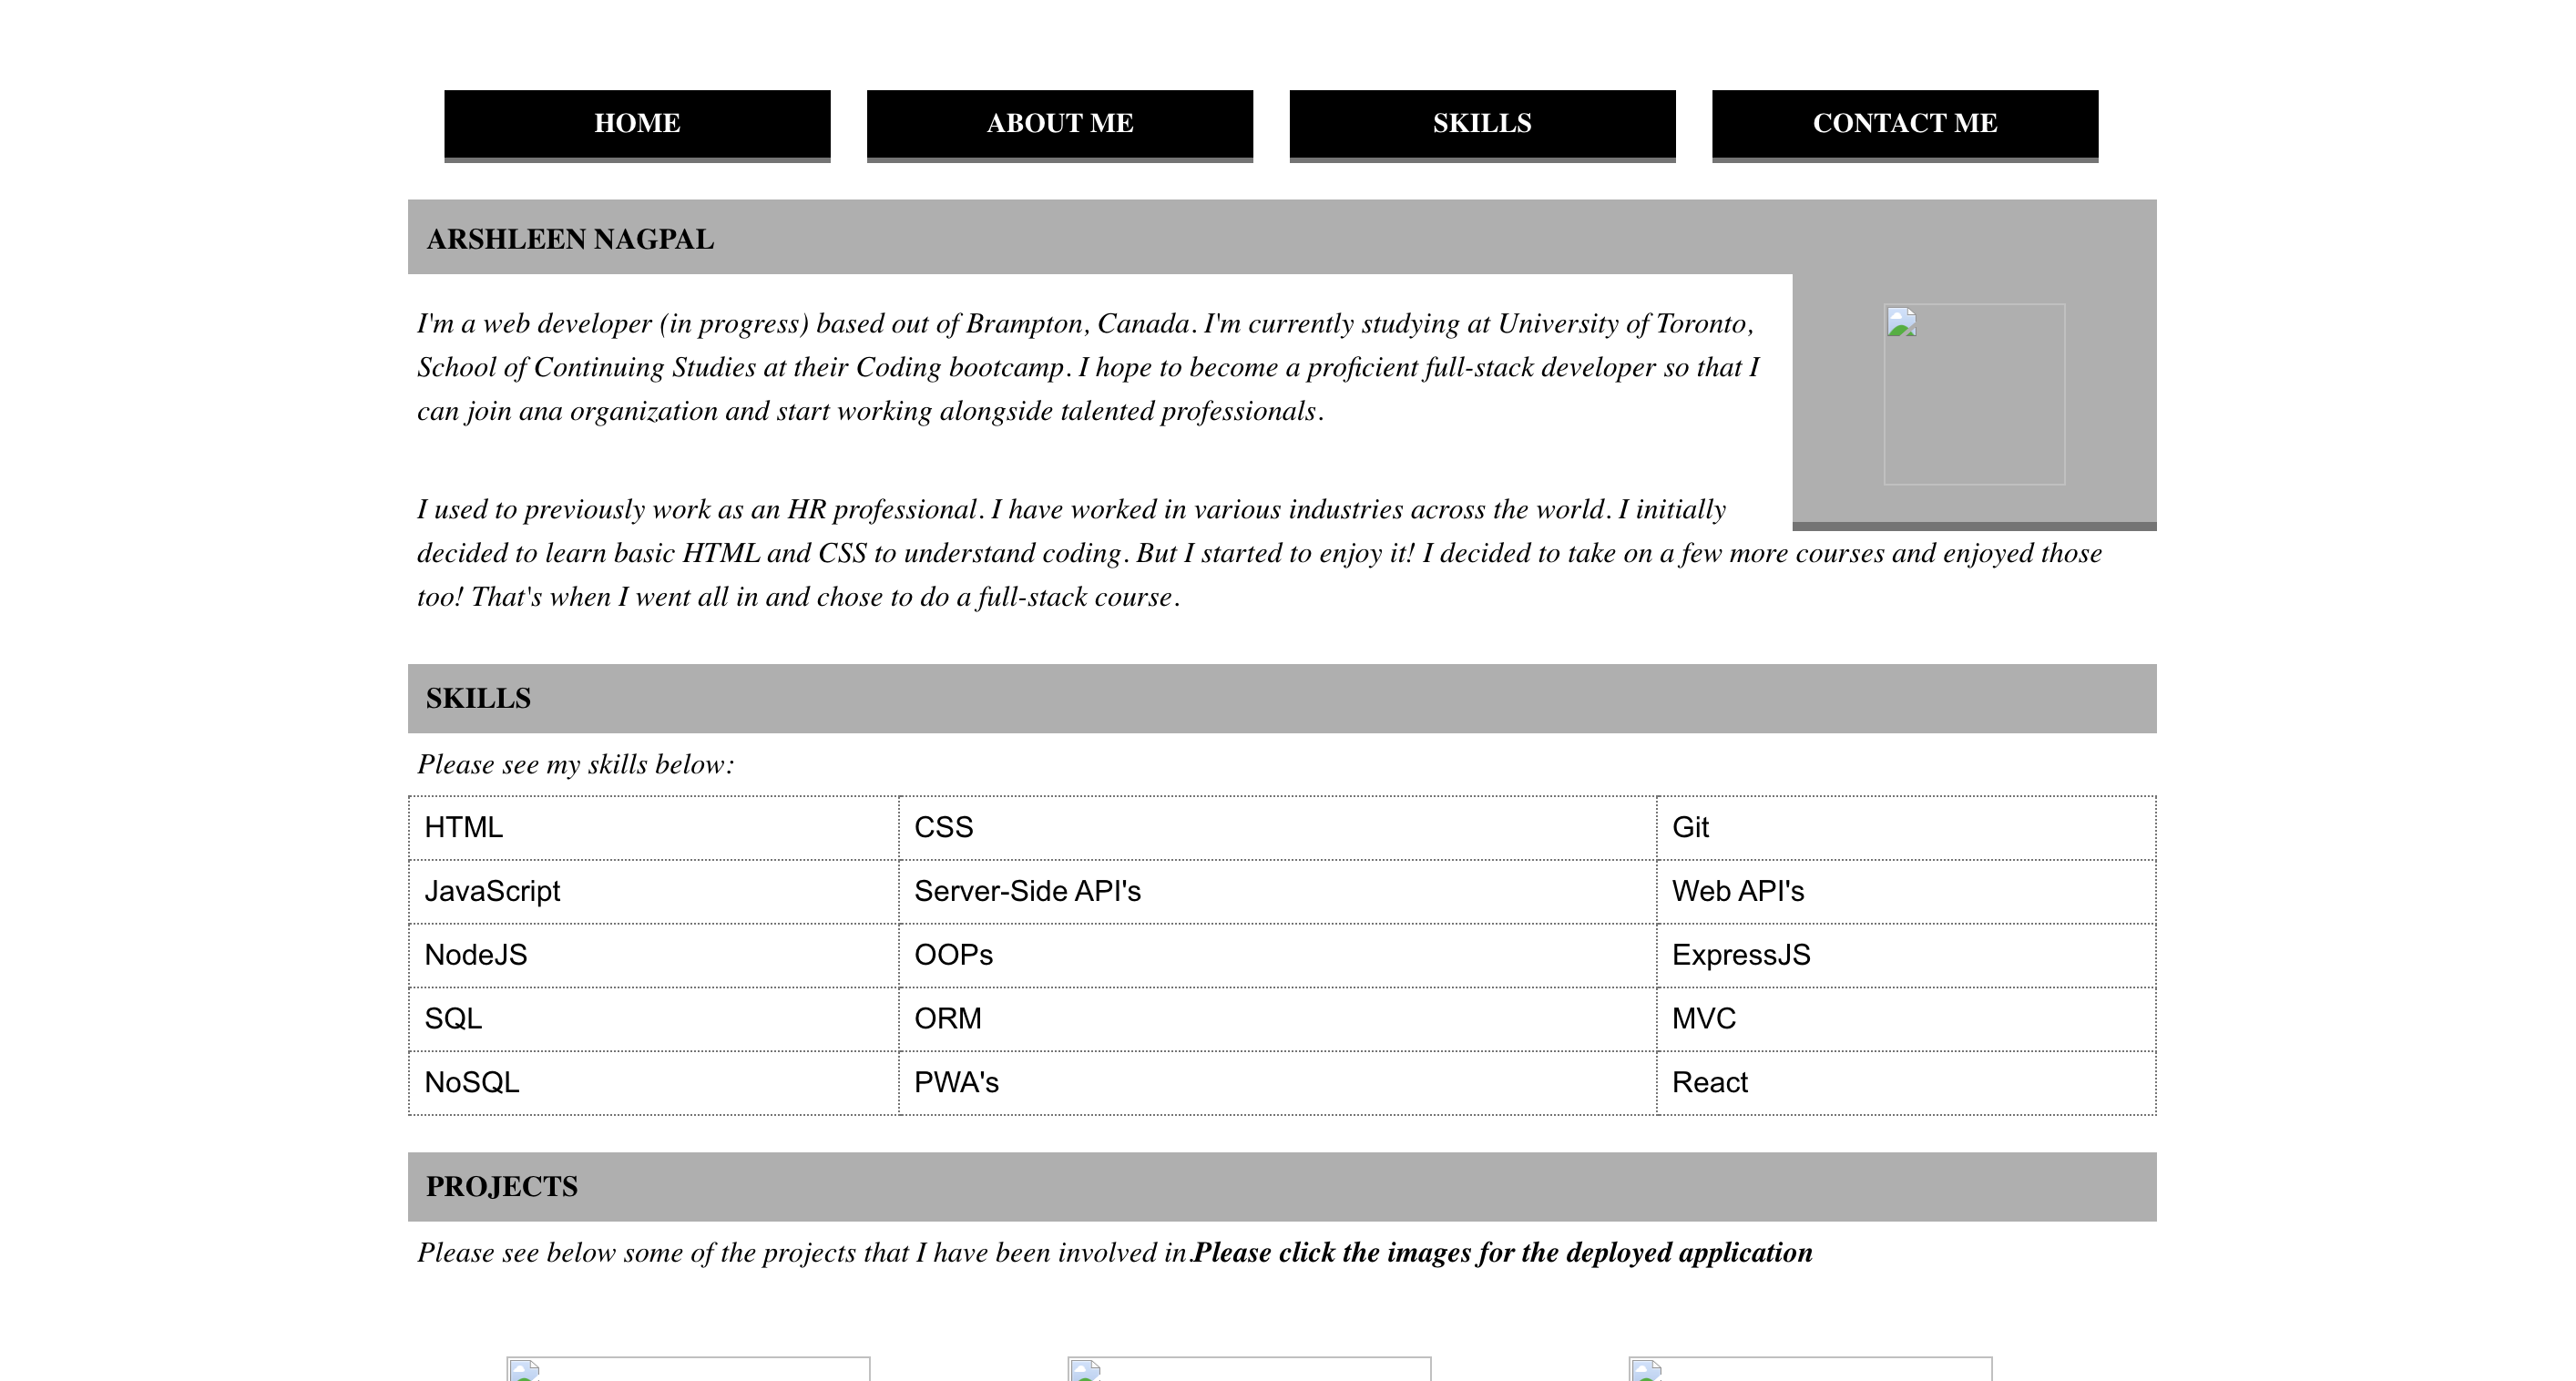 HOME
ABOUT ME
SKILLS
CONTACT ME
ARSHLEEN NAGPAL
I'm a web developer (in progress) based out of Brampton, Canada. I'm currently studying at University of Toronto,
School of Continuing Studies at their Coding bootcamp. I hope to become a proficient full-stack developer so that I
can join ana organization and start working alongside talented professionals.
I used to previously work as an HR professional. I have worked in various industries across the world. I initially
decided to learn basic HTML and CSS to understand coding. But I started to enjoy it! I decided to take on a few more courses and enjoyed those
too! That's when I went all in and chose to do a full-stack course.
SKILLS
Please see my skills below:
HTML
CSS
Git
JavaScript
Server-Side API's
Web API's
NodeJS
OOPs
ExpressJS
SQL
ORM
MVC
NoSQL
PWA's
React
PROJECTS
Please see below some of the projects that I have been involved in.Please click the images for the deployed application